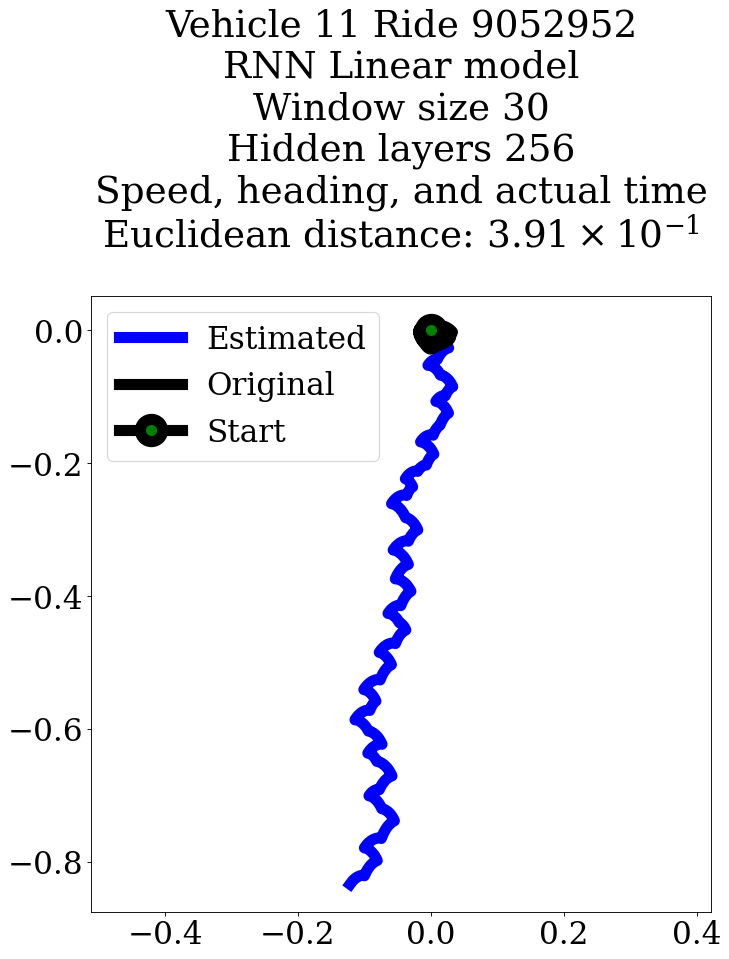 Vehicle 11 Ride 9052952
RNN Linear model
Window size 30
Hidden layers 256
Speed, heading, and actual time
Euclidean distance: 3.91 × 10⁻¹
Estimated
Original
Start
0.0
−0.2
−0.4
−0.6
−0.8
−0.4 −0.2 0.0 0.2 0.4